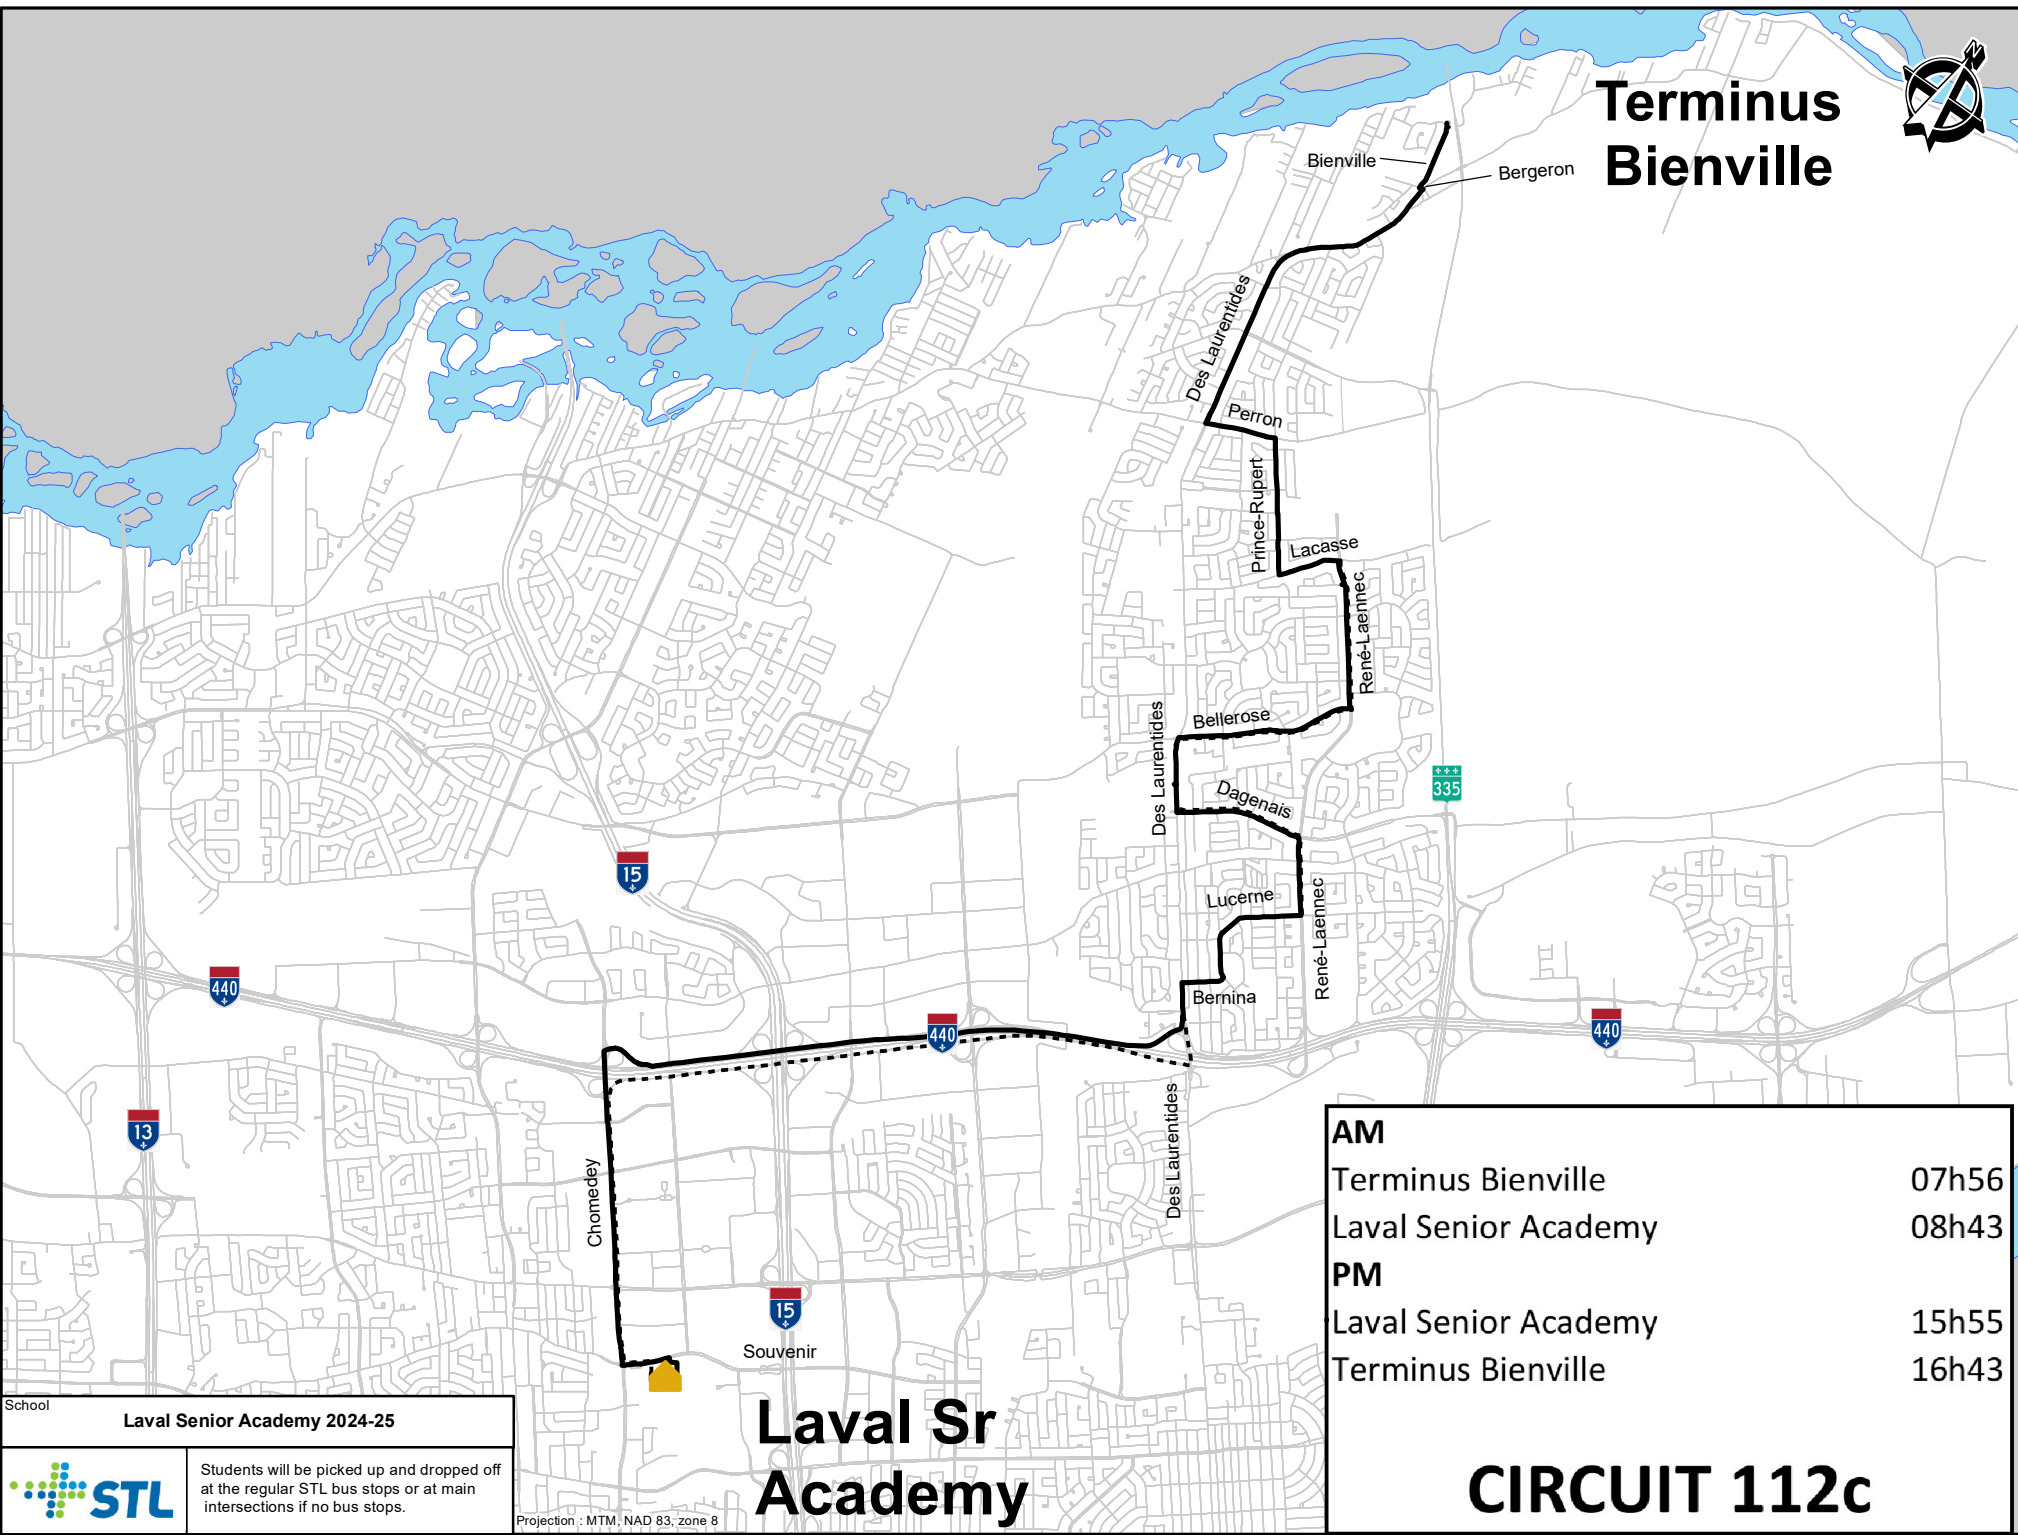 Terminus
Bienville
Bienville
Bergeron
Des Laurentides
Perron
Prince-Rupert
Lacasse
René-Laennec
Bellerose
Des Laurentides
Dagenais
335
15
Lucerne
René-Laennec
440
Bernina
440
440
13
Des Laurentides
Chomedey
15
Souvenir
AM
Terminus Bienville 07h56
Laval Senior Academy 08h43
PM
Laval Senior Academy 15h55
Terminus Bienville 16h43
CIRCUIT 112c
Laval Sr
Academy
School
Laval Senior Academy 2024-25
STL
Students will be picked up and dropped off
at the regular STL bus stops or at main
intersections if no bus stops.
Projection : MTM, NAD 83, zone 8